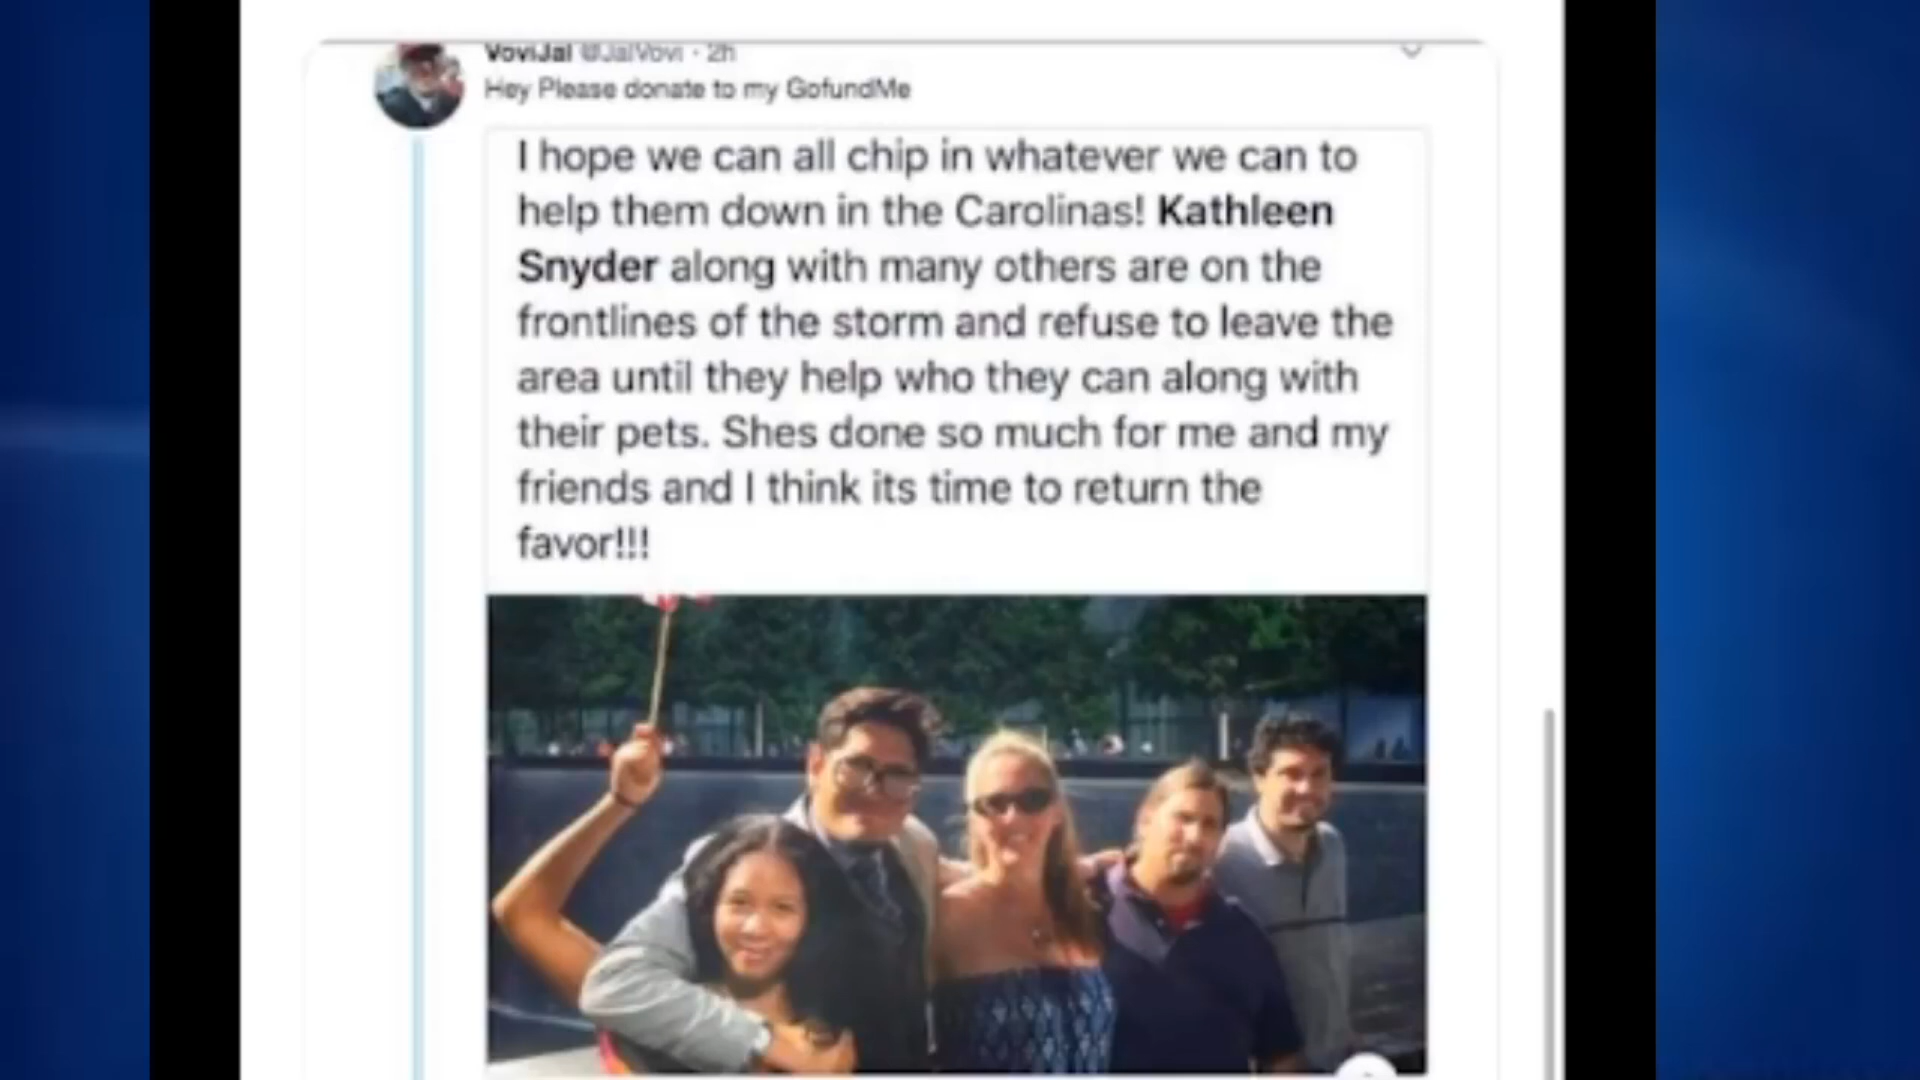 VoviJal @JalVovi · 2h
Hey Please donate to my GofundMe
I hope we can all chip in whatever we can to
help them down in the Carolinas! Kathleen
Snyder along with many others are on the
frontlines of the storm and refuse to leave the
area until they help who they can along with
their pets. Shes done so much for me and my
friends and I think its time to return the
favor!!!